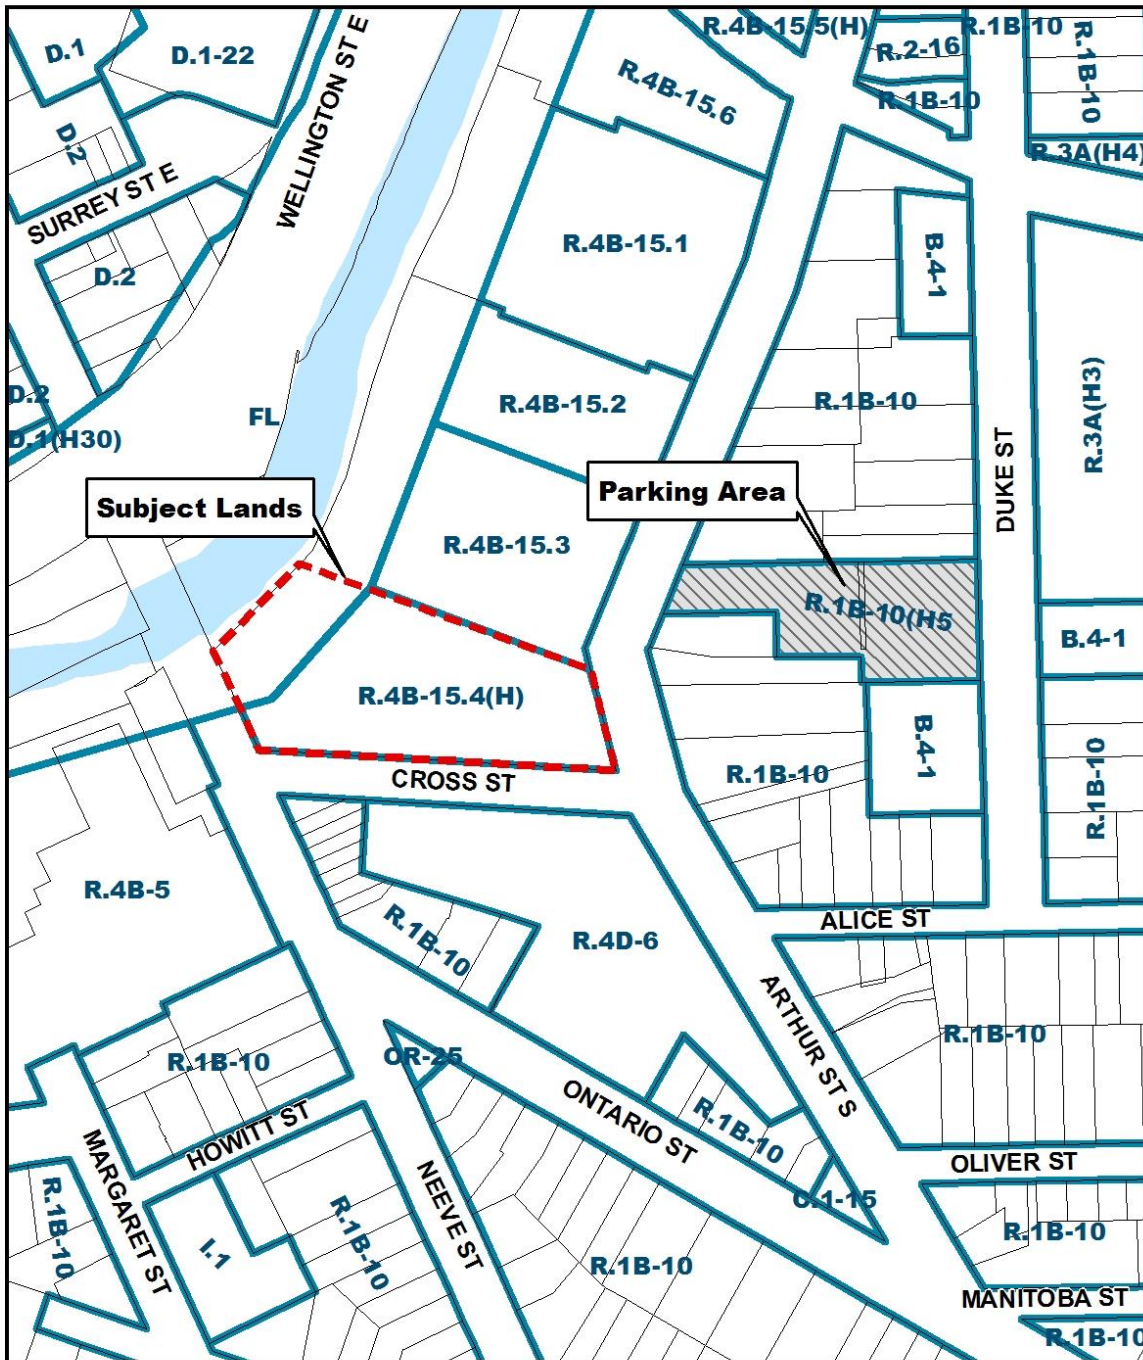 D.1
D.1-22
WELLINGTON ST E
R.4B-15.5(H)
R.1B-10
R.2-16
R.1B-10
R.1B-10
R.4B-15.6
D.2
R.3A(H4)
SURREY ST E
D.2
R.4B-15.1
B.4-1
D.2
R.4B-15.2
R.1B-10
R.3A(H3)
FL
D.1(H30)
DUKE ST
Subject Lands
Parking Area
R.4B-15.3
R.1B-10(H5
B.4-1
R.4B-15.4(H)
B.4-1
R.1B-10
R.1B-10
CROSS ST
R.4B-5
R.1B-10
R.4D-6
ALICE ST
ARTHUR ST S
R.1B-10
R.1B-10
OR-25
HOWITT ST
ONTARIO ST
R.1B-10
MARGARET ST
NEEVE ST
OLIVER ST
C.1-15
R.1B-10
I.1
R.1B-10
R.1B-10
R.1B-10
MANITOBA ST
R.1B-10